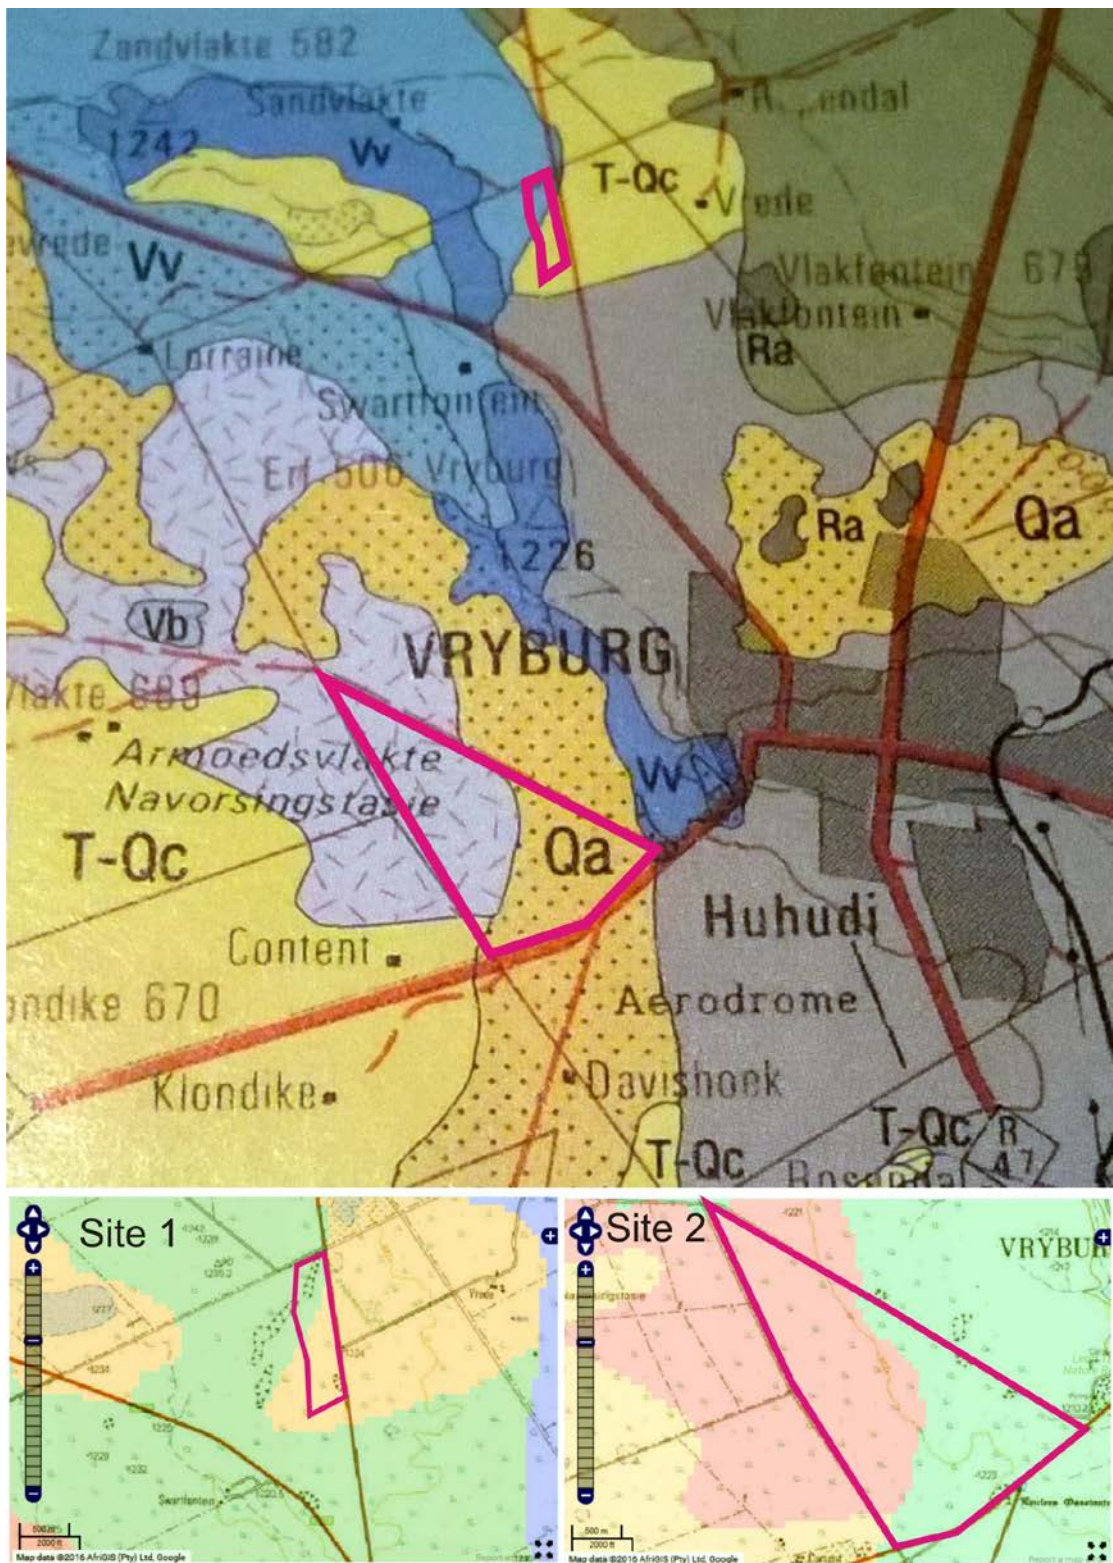 Zandvlakte 582
Sandvlakte
1242
Vv
T-Qc
Vrede
Vv
Vlakfontein 679
Vlakfontein
Ra
Lorraine
Swartfontein
Erf 506 Vryburg
1226
Ra
Qa
Vb
VRYBURG
Armoedsvlakte
Navorsingstasie
Vv
T-Qc
Qa
Huhudi
Content
Klondike 670
Aerodrome
Klondike
Davishoek
T-Qc
T-Qc
R
47
Site 1
Site 2
VRYBUR
1221
Vrede
1234
1224
Swartfontein
500 m
2000 ft
500 m
2000 ft
Map data ©2016 AfriGIS (Pty) Ltd, Google
Map data ©2016 AfriGIS (Pty) Ltd, Google